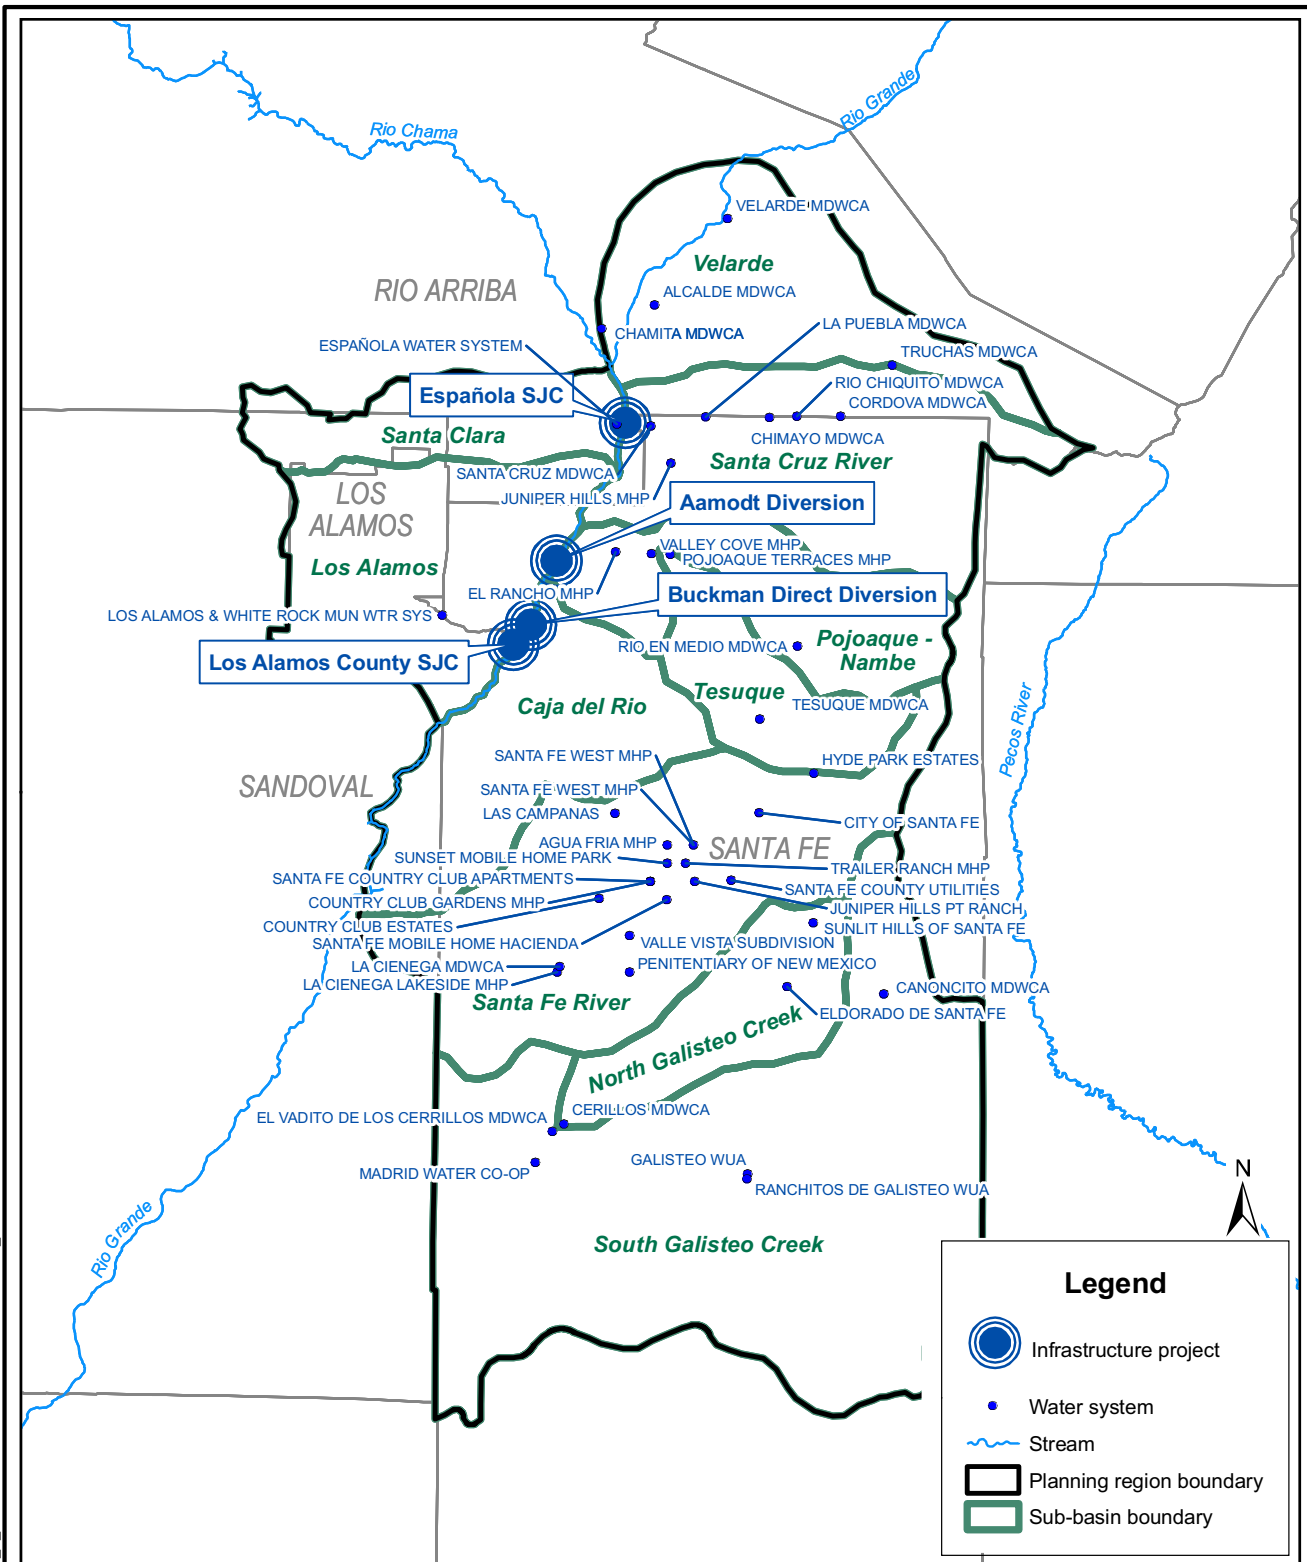 Rio Chama
Rio Grande
VELARDE MDWCA
Velarde
RIO ARRIBA
ALCALDE MDWCA
CHAMITA MDWCA
LA PUEBLA MDWCA
ESPAÑOLA WATER SYSTEM
TRUCHAS MDWCA
Española SJC
RIO CHIQUITO MDWCA
CORDOVA MDWCA
Santa Clara
CHIMAYO MDWCA
Santa Cruz River
SANTA CRUZ MDWCA
JUNIPER HILLS MHP
LOS
ALAMOS
Aamodt Diversion
Los Alamos
VALLEY COVE MHP
POJOAQUE TERRACES MHP
EL RANCHO MHP
Buckman Direct Diversion
LOS ALAMOS & WHITE ROCK MUN WTR SYS
Los Alamos County SJC
RIO EN MEDIO MDWCA
Pojoaque -
Nambe
Tesuque
Caja del Rio
TESUQUE MDWCA
Pecos River
SANTA FE WEST MHP
HYDE PARK ESTATES
SANDOVAL
SANTA FE WEST MHP
LAS CAMPANAS
CITY OF SANTA FE
AGUA FRIA MHP
SANTA FE
SUNSET MOBILE HOME PARK
TRAILER RANCH MHP
SANTA FE COUNTRY CLUB APARTMENTS
SANTA FE COUNTY UTILITIES
COUNTRY CLUB GARDENS MHP
JUNIPER HILLS PT RANCH
COUNTRY CLUB ESTATES
SUNLIT HILLS OF SANTA FE
SANTA FE MOBILE HOME HACIENDA
VALLE VISTA SUBDIVISION
LA CIENEGA MDWCA
PENITENTIARY OF NEW MEXICO
LA CIENEGA LAKESIDE MHP
CANONCITO MDWCA
Santa Fe River
ELDORADO DE SANTA FE
North Galisteo Creek
CERILLOS MDWCA
EL VADITO DE LOS CERRILLOS MDWCA
MADRID WATER CO-OP
GALISTEO WUA
RANCHITOS DE GALISTEO WUA
Rio Grande
South Galisteo Creek
N
Legend
Infrastructure project
Water system
Stream
Planning region boundary
Sub-basin boundary